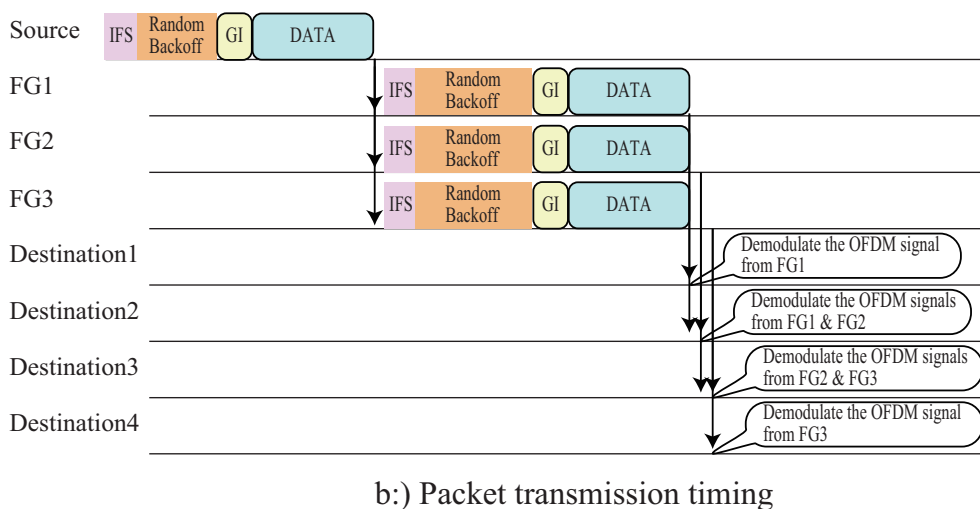 Source
IFS
Random
Backoff
GI
DATA
FG1
IFS
Random
Backoff
GI
DATA
FG2
IFS
Random
Backoff
GI
DATA
FG3
IFS
Random
Backoff
GI
DATA
Destination1
Demodulate the OFDM signal
from FG1
Destination2
Demodulate the OFDM signals
from FG1 & FG2
Destination3
Demodulate the OFDM signals
from FG2 & FG3
Destination4
Demodulate the OFDM signal
from FG3
b:) Packet transmission timing